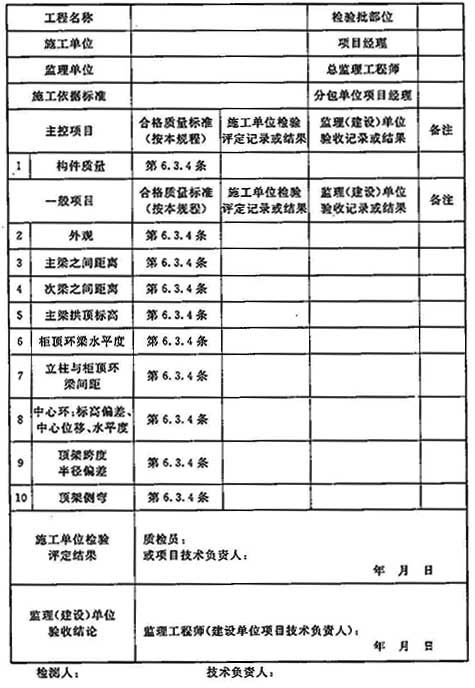 工程名称 检验批部位
施工单位 项目经理
监理单位 总监理工程师
施工依据标准 分包单位项目经理
主控项目 合格质量标准(按本规程) 施工单位检验评定记录或结果 监理(建设)单位验收记录或结果 备注
1 构件质量 第6.3.4条
一般项目 合格质量标准(按本规程) 施工单位检验评定记录或结果 监理(建设)单位验收记录或结果 备注
2 外观 第6.3.4条
3 主梁之间距离 第6.3.4条
4 次梁之间距离 第6.3.4条
5 主梁拱顶标高 第6.3.4条
6 柜顶环梁水平度 第6.3.4条
7 立柱与柜顶环梁间距 第6.3.4条
8 中心环:标高偏差、中心位移、水平度 第6.3.4条
9 顶架跨度半径偏差 第6.3.4条
10 顶架侧弯 第6.3.4条
施工单位检验评定结果
质检员:
或项目技术负责人:
年 月 日
监理(建设)单位验收结论
监理工程师(建设单位项目技术负责人):
年 月 日
检测人: 技术负责人: